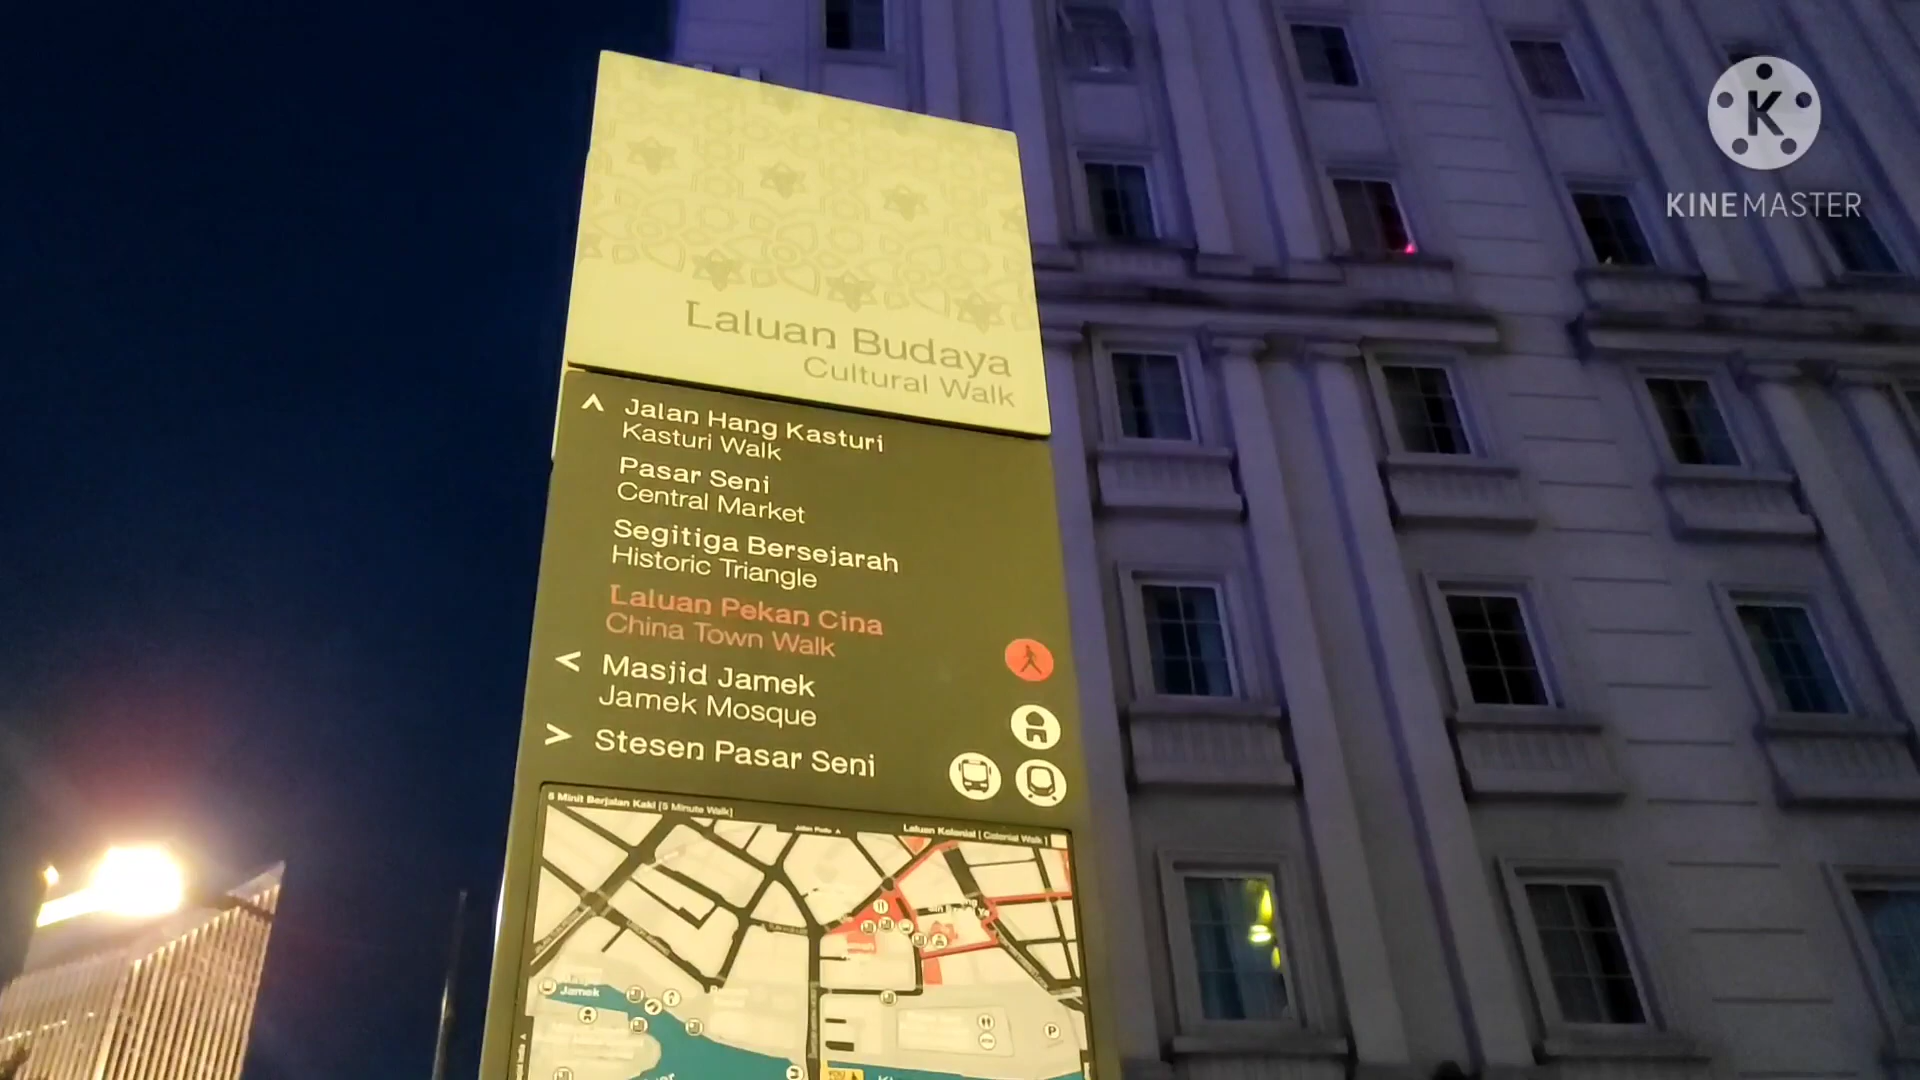 KINEMASTER
Laluan Budaya
Cultural Walk
Jalan Hang Kasturi
Kasturi Walk
Pasar Seni
Central Market
Segitiga Bersejarah
Historic Triangle
Laluan Pekan Cina
China Town Walk
Masjid Jamek
Jamek Mosque
Stesen Pasar Seni
5 Minit Berjalan Kaki [5 Minute Walk]
Laluan Kolonial [ Colonial Walk ]
Jamek
P
YOU